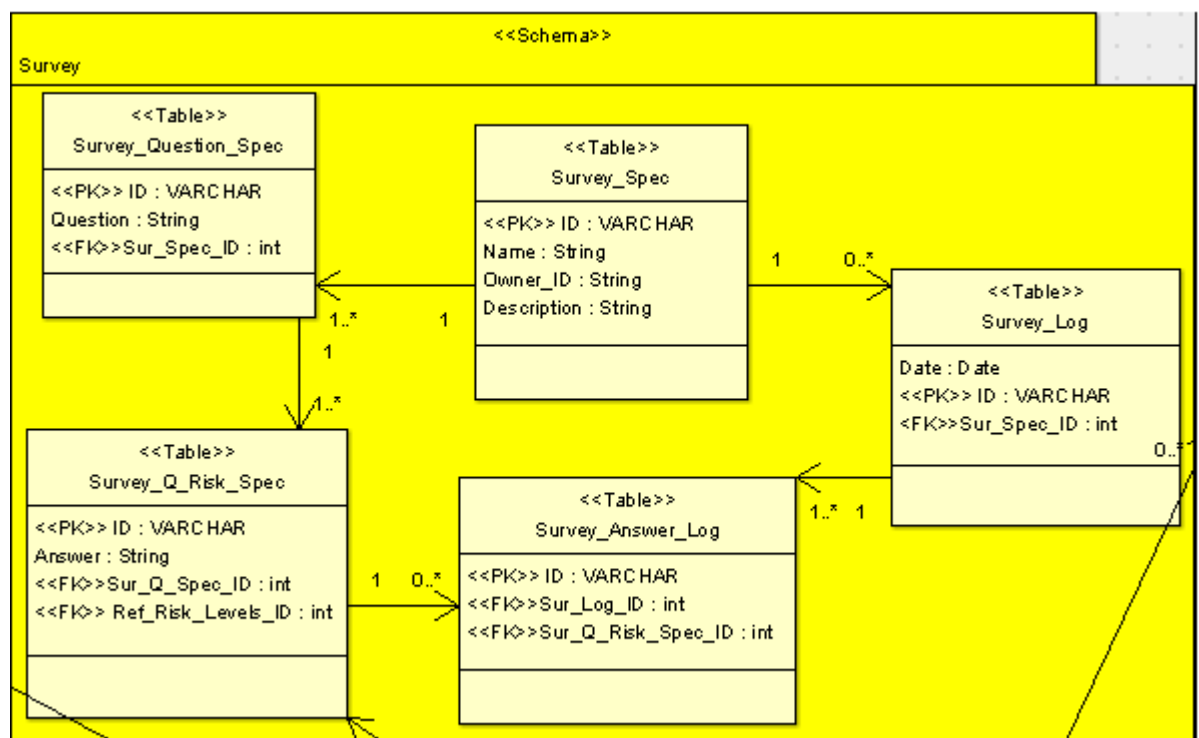 <<Schema>>
Survey
<<Table>>
Survey_Question_Spec
<<PK>> ID : VARCHAR
Question : String
<<FK>>Sur_Spec_ID : int
<<Table>>
Survey_Spec
<<PK>> ID : VARCHAR
Name : String
Owner_ID : String
Description : String
1
0..*
1..*
1
<<Table>>
Survey_Log
Date : Date
<<PK>> ID : VARCHAR
<FK>>Sur_Spec_ID : int
0..*
1
1..*
<<Table>>
Survey_Q_Risk_Spec
<<PK>> ID : VARCHAR
Answer : String
<<FK>>Sur_Q_Spec_ID : int
<<FK>> Ref_Risk_Levels_ID : int
1
0..*
<<Table>>
Survey_Answer_Log
<<PK>> ID : VARCHAR
<<FK>>Sur_Log_ID : int
<<FK>>Sur_Q_Risk_Spec_ID : int
1..*
1